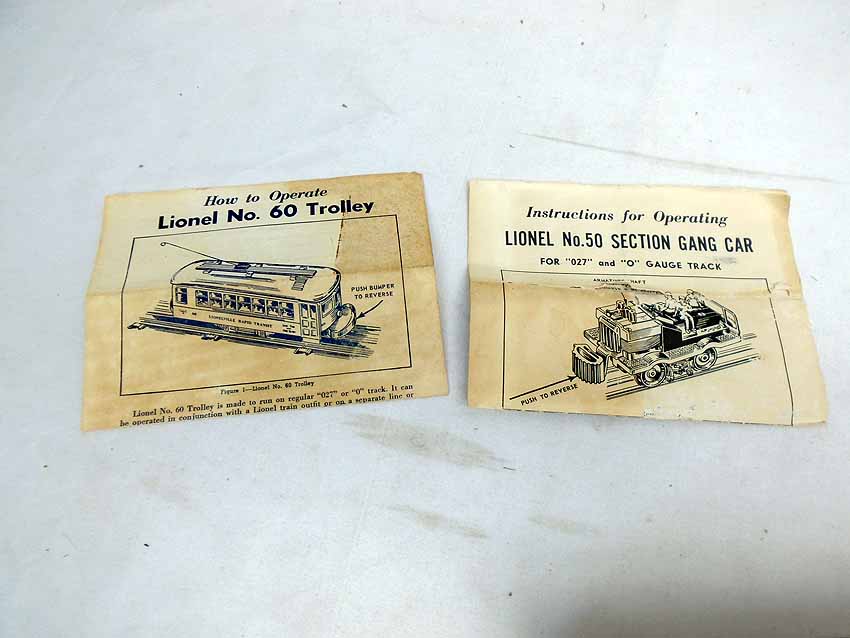 How to Operate
Lionel No. 60 Trolley
PUSH BUMPER
TO REVERSE
60
LIONELVILLE RAPID TRANSIT
Figure 1—Lionel No. 60 Trolley
Lionel No. 60 Trolley is made to run on regular "027" or "0" track. It can
be operated in conjunction with a Lionel train outfit or on a separate line or
Instructions for Operating
LIONEL No.50 SECTION GANG CAR
FOR "027" and "O" GAUGE TRACK
PUSH TO REVERSE